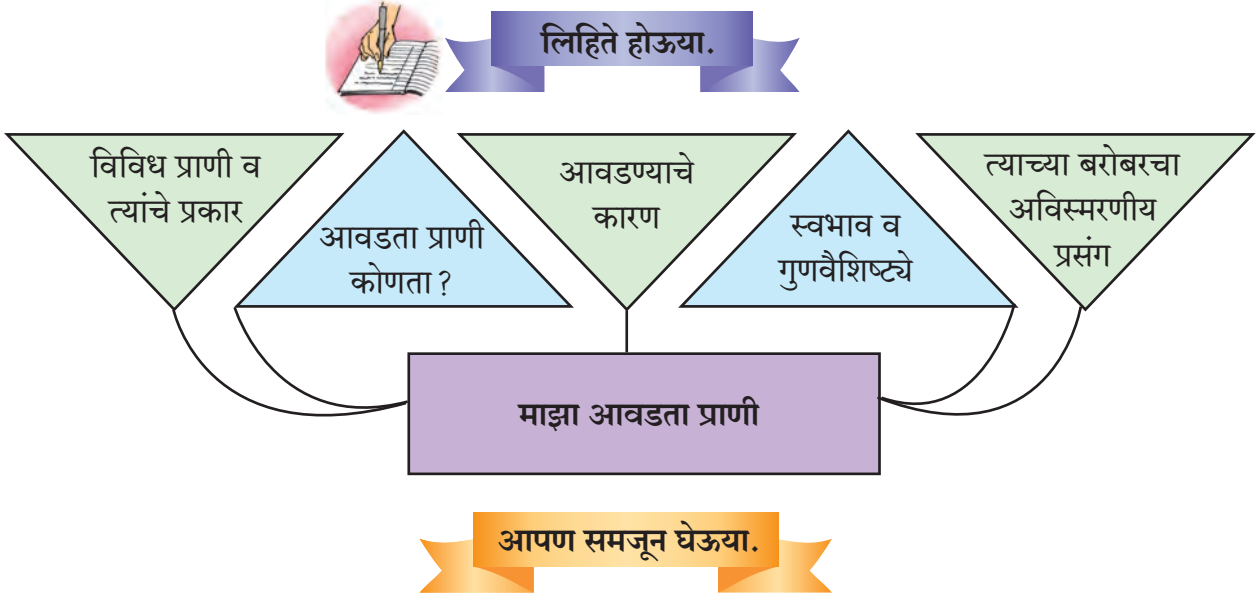 लिहिते होऊया.
विविध प्राणी व
त्यांचे प्रकार
आवडता प्राणी
कोणता ?
आवडण्याचे
कारण
स्वभाव व
गुणवैशिष्ट्ये
त्याच्या बरोबरचा
अविस्मरणीय
प्रसंग
माझा आवडता प्राणी
आपण समजून घेऊया.